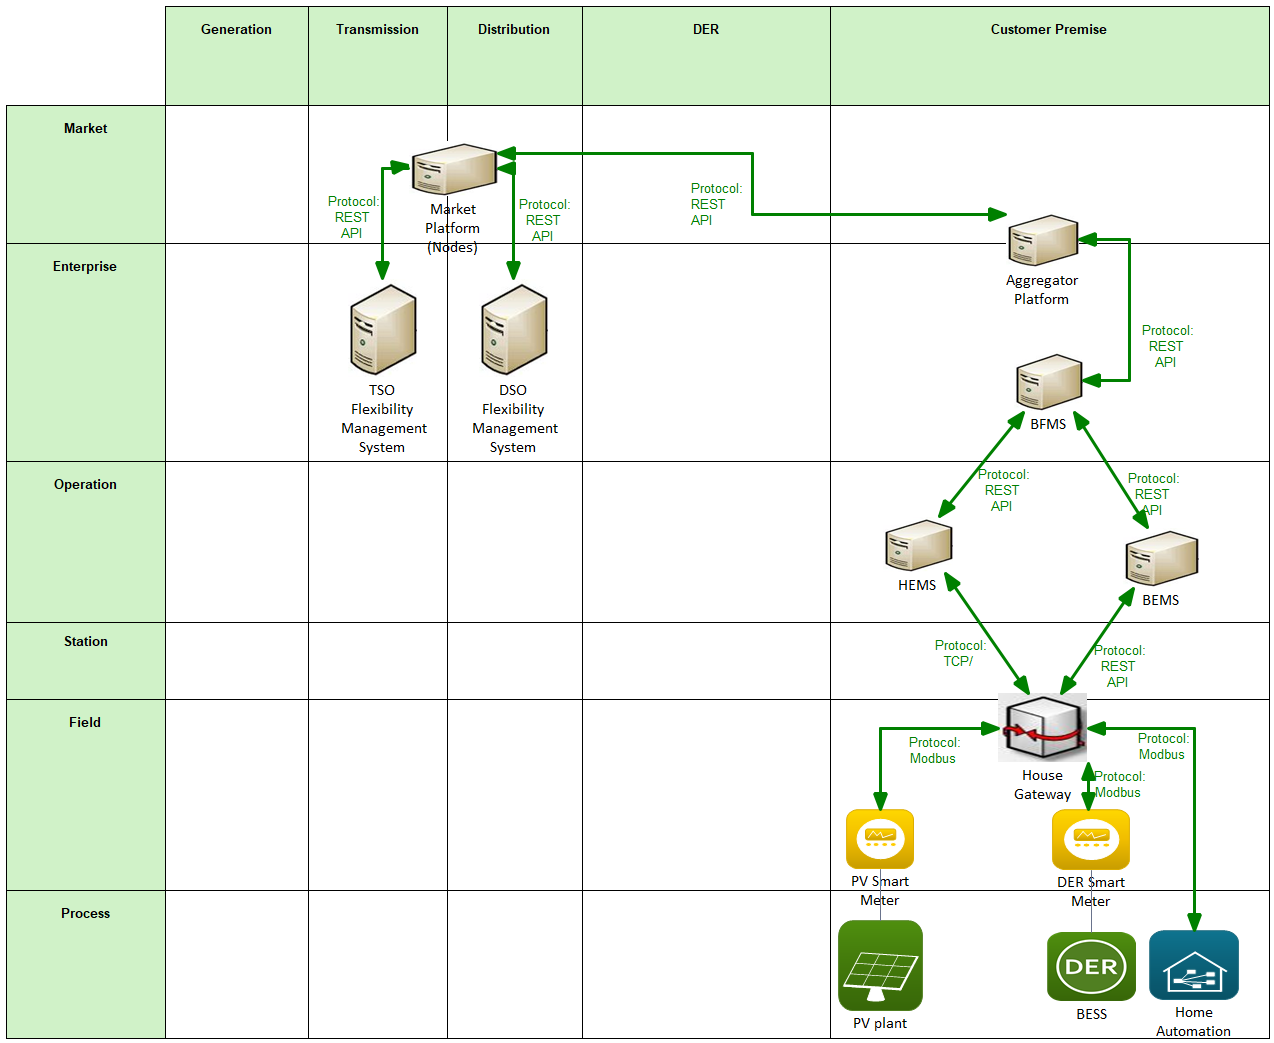 Generation
Transmission
Distribution
DER
Customer Premise
Market
Protocol:
REST
API
Market
Platform
(Nodes)
Protocol:
REST
API
Protocol:
REST
API
Enterprise
Aggregator
Platform
Protocol:
REST
API
TSO
Flexibility
Management
System
DSO
Flexibility
Management
System
BFMS
Operation
Protocol:
REST
API
Protocol:
REST
API
HEMS
BEMS
Station
Protocol:
TCP/
Protocol:
REST
API
Field
Protocol:
Modbus
House
Gateway
Protocol:
Modbus
Protocol:
Modbus
PV Smart
Meter
DER Smart
Meter
Process
DER
PV plant
BESS
Home
Automation